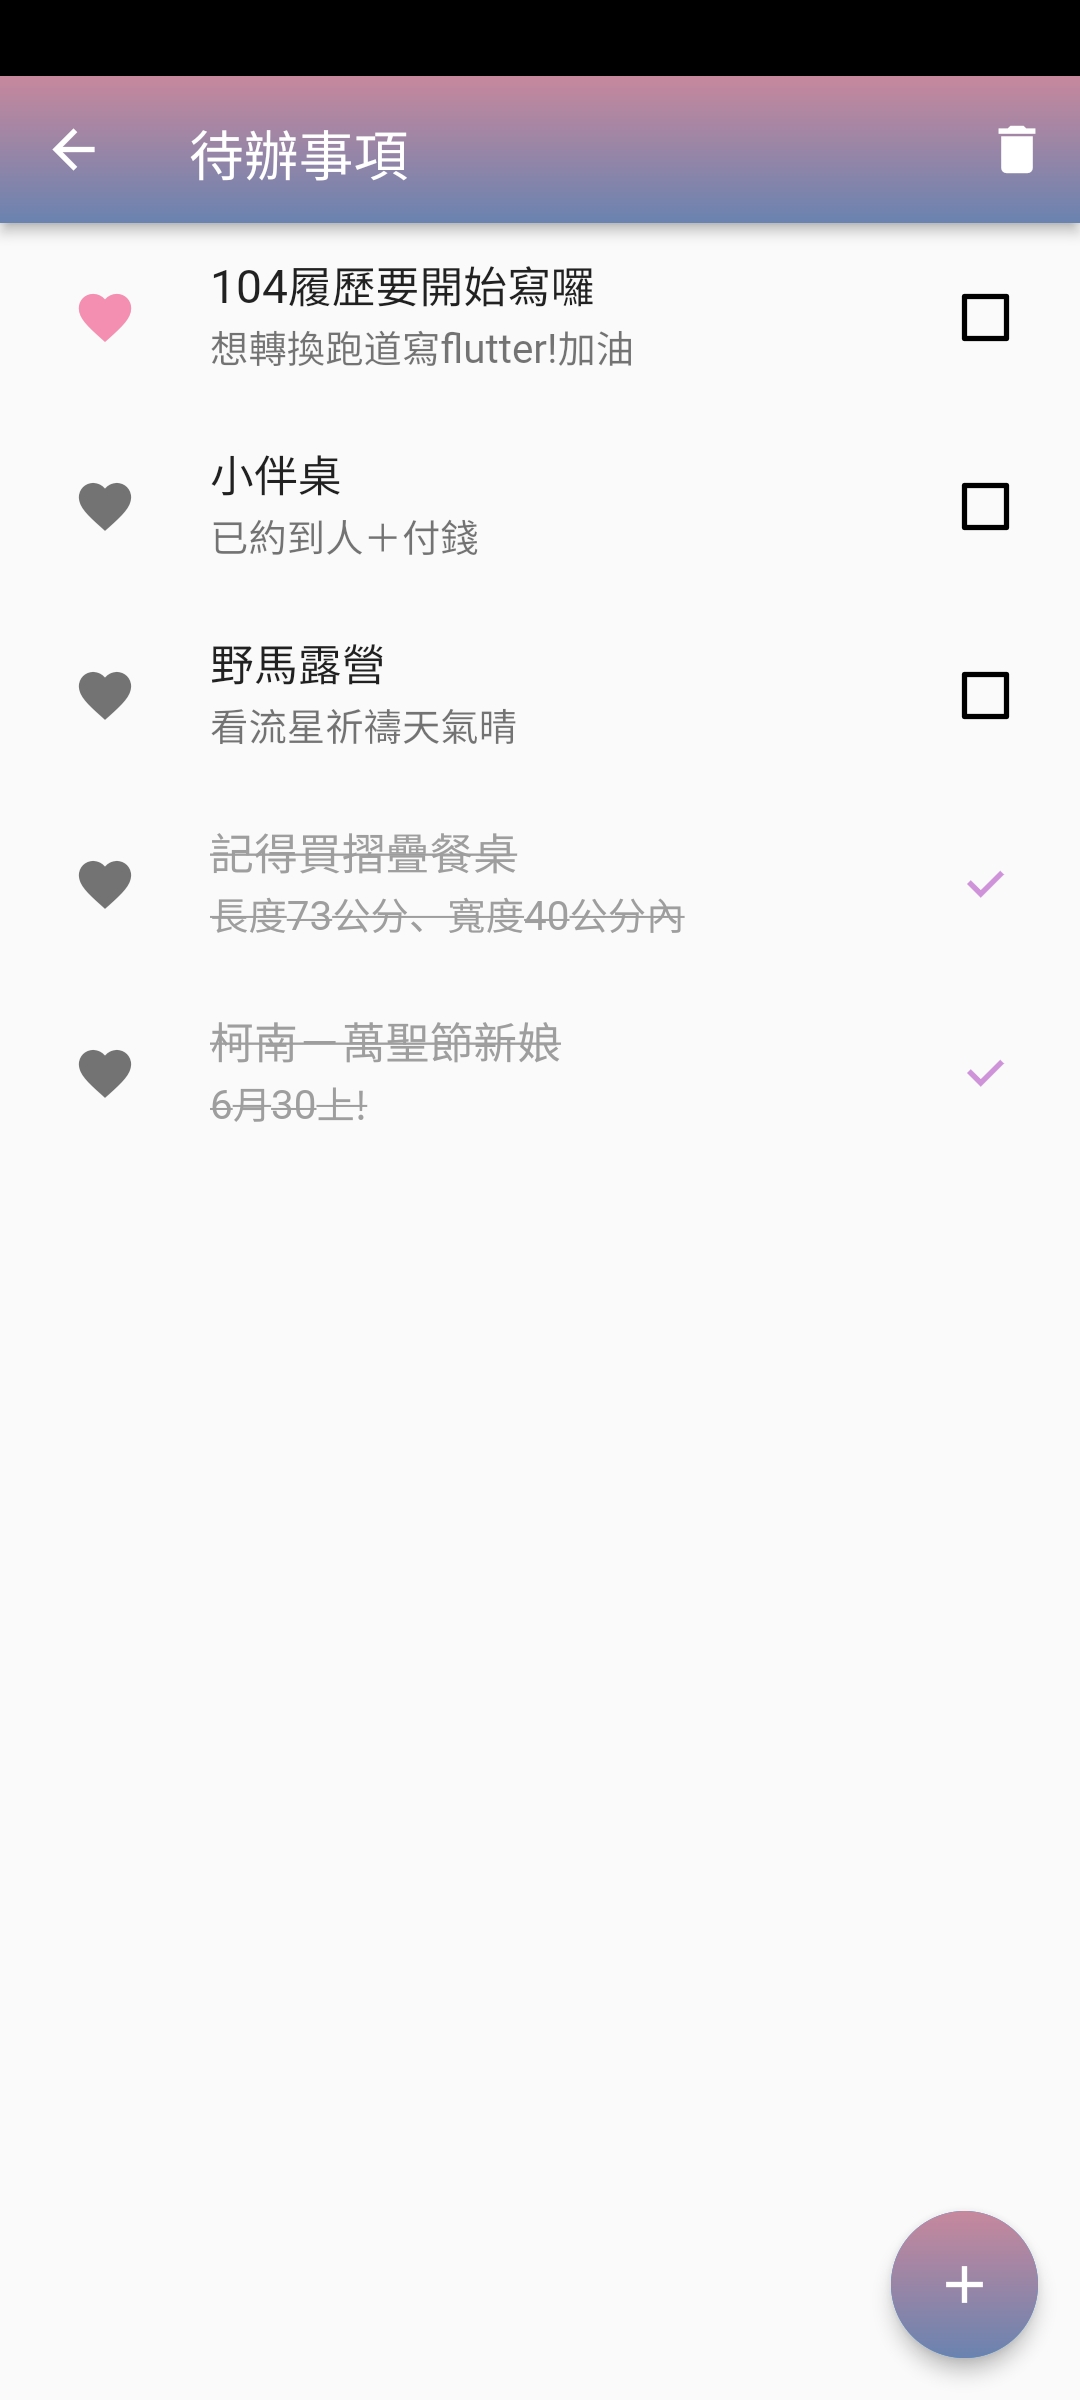 待辦事項
104履歷要開始寫囉
想轉換跑道寫flutter!加油
小伴桌
已約到人＋付錢
野馬露營
看流星祈禱天氣晴
記得買摺疊餐桌
長度73公分、寬度40公分內
柯南—萬聖節新娘
6月30上!